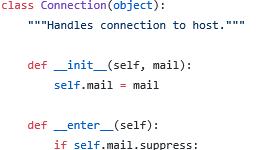 class Connection(object):
    """Handles connection to host."""

    def __init__(self, mail):
        self.mail = mail

    def __enter__(self):
        if self.mail.suppress: